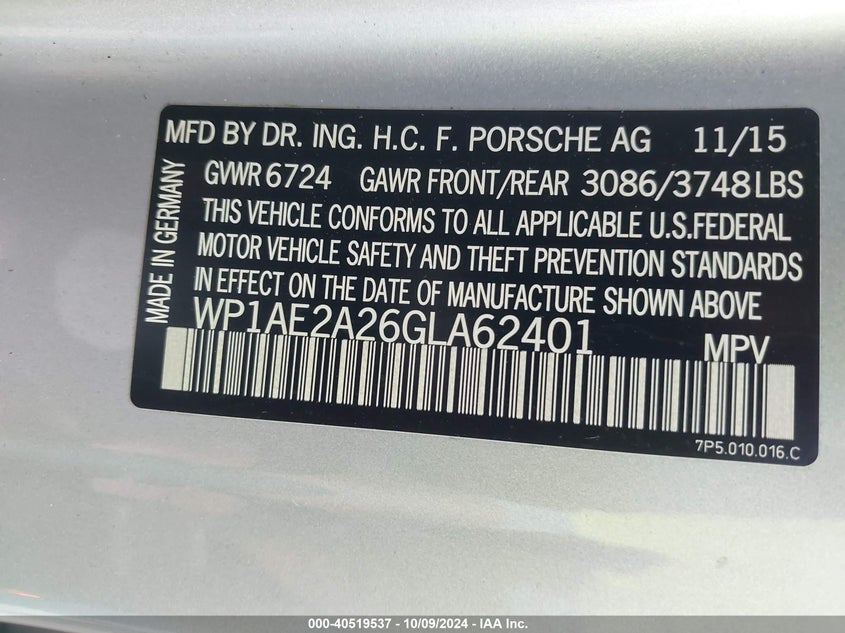 MFD BY DR. ING. H.C. F. PORSCHE AG 11/15
GVWR 6724 GAWR FRONT/REAR 3086/3748LBS
THIS VEHICLE CONFORMS TO ALL APPLICABLE U.S.FEDERAL
MOTOR VEHICLE SAFETY AND THEFT PREVENTION STANDARDS
IN EFFECT ON THE DATE OF MANUFACTURE SHOWN ABOVE
WP1AE2A26GLA62401 MPV
7P5.010.016.C
MADE IN GERMANY
000-40519537 - 10/09/2024 - IAA Inc.